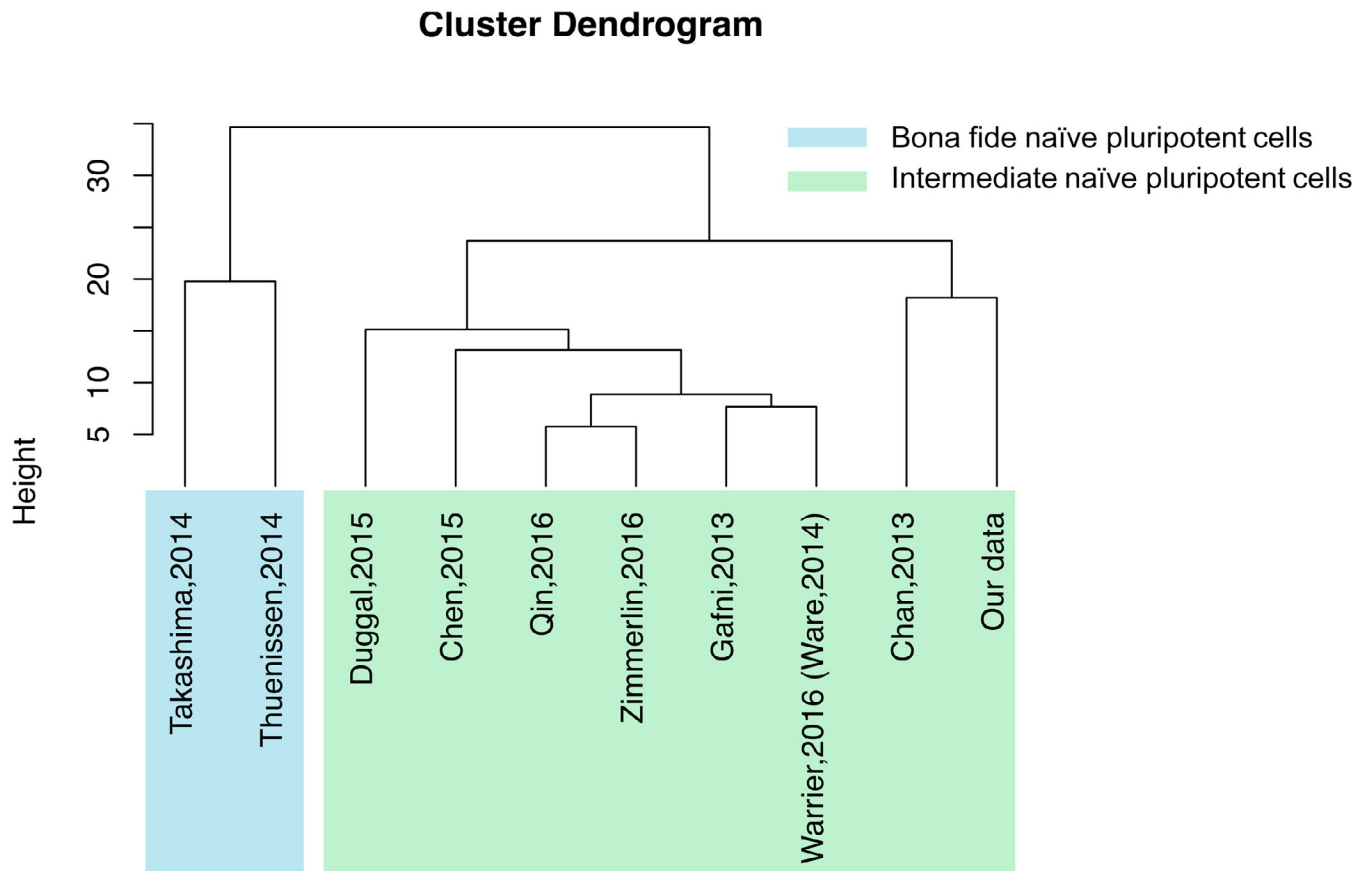 Cluster Dendrogram
Bona fide naïve pluripotent cells
Intermediate naïve pluripotent cells
30
20
10
5
Height
Takashima,2014
Thuenissen,2014
Duggal,2015
Chen,2015
Qin,2016
Zimmerlin,2016
Gafni,2013
Warrier,2016 (Ware,2014)
Chan,2013
Our data